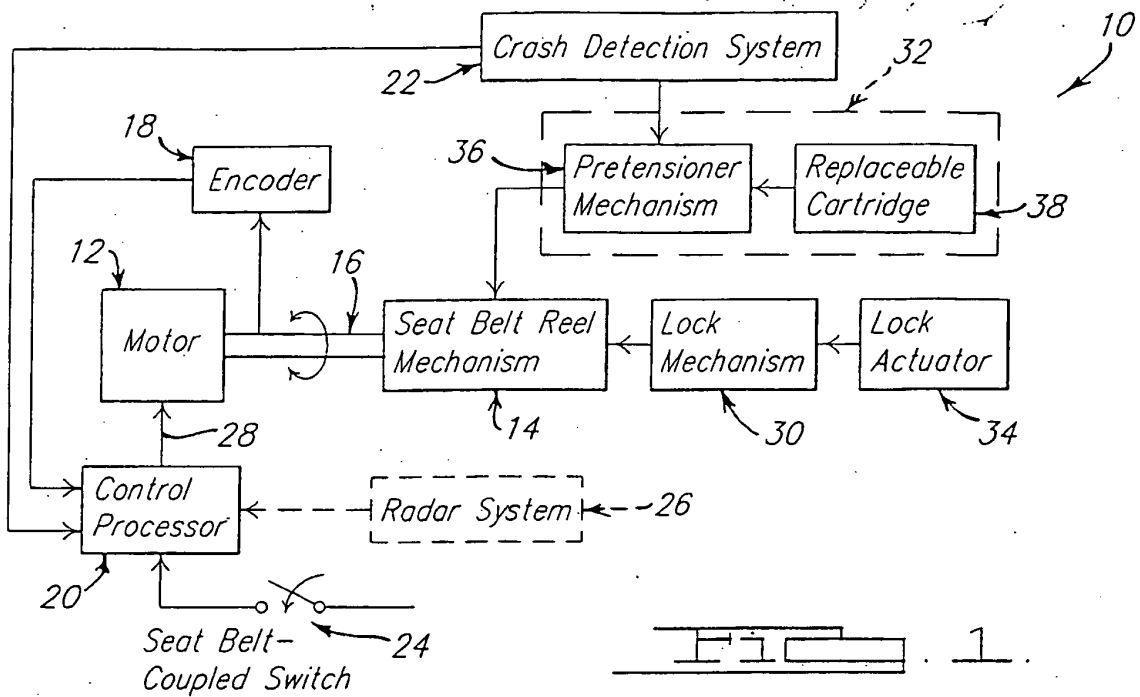 Crash Detection System
10
22
32
18
Encoder
36
Pretensioner
Mechanism
Replaceable
Cartridge
38
12
Motor
16
Seat Belt Reel
Mechanism
Lock
Mechanism
Lock
Actuator
14
30
34
28
Control
Processor
Radar System
26
20
24
Seat Belt-
Coupled Switch
FIG. 1.